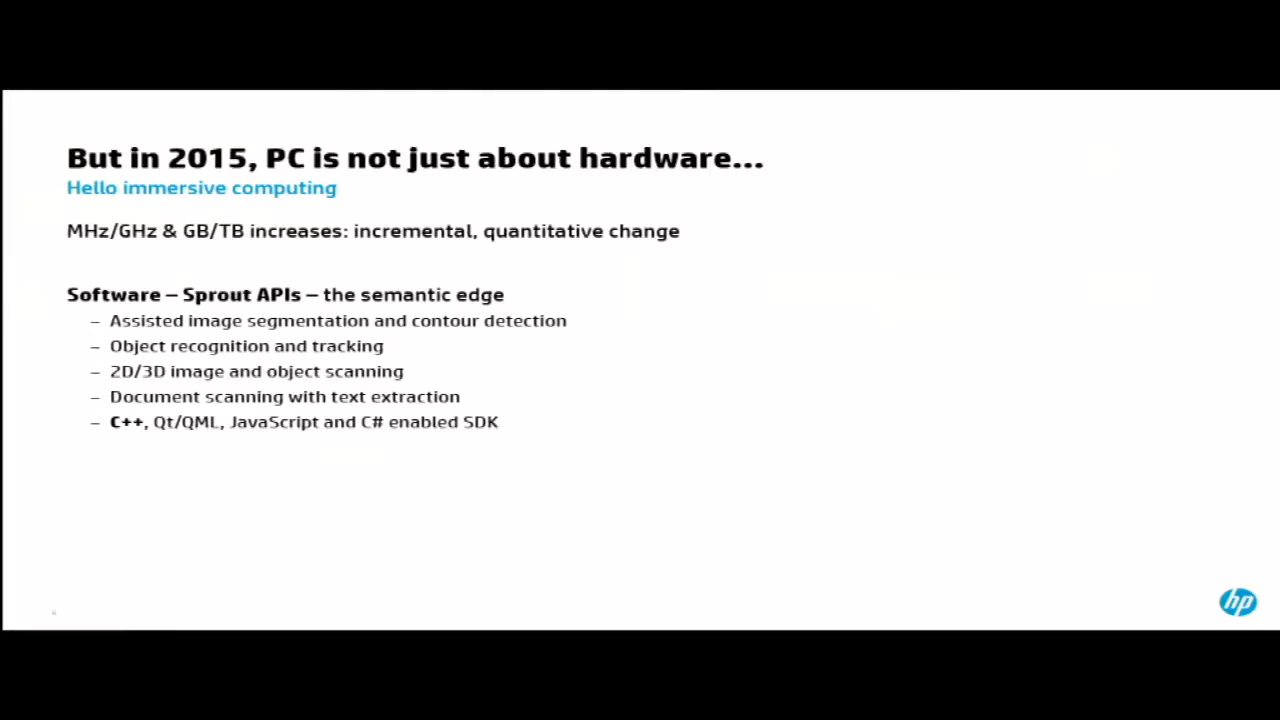 But in 2015, PC is not just about hardware...
Hello immersive computing
MHz/GHz & GB/TB increases: incremental, quantitative change
Software – Sprout APIs – the semantic edge
– Assisted image segmentation and contour detection
– Object recognition and tracking
– 2D/3D image and object scanning
– Document scanning with text extraction
– C++, Qt/QML, JavaScript and C# enabled SDK
hp